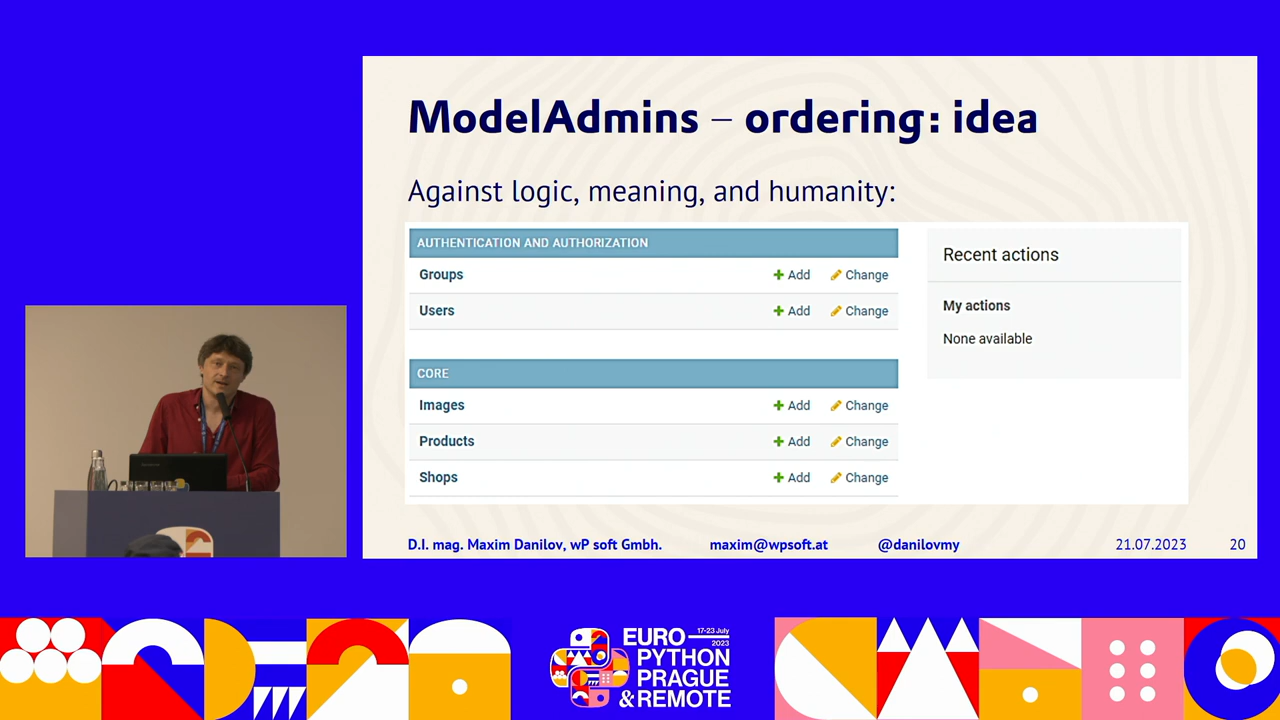 ModelAdmins – ordering: idea
Against logic, meaning, and humanity:
AUTHENTICATION AND AUTHORIZATION
Groups Add Change
Users Add Change
CORE
Images Add Change
Products Add Change
Shops Add Change
Recent actions
My actions
None available
D.I. mag. Maxim Danilov, wP soft Gmbh. maxim@wpsoft.at @danilovmy 21.07.2023 20
EURO 17-23 July 2023
PYTHON
PRAGUE
& REMOTE